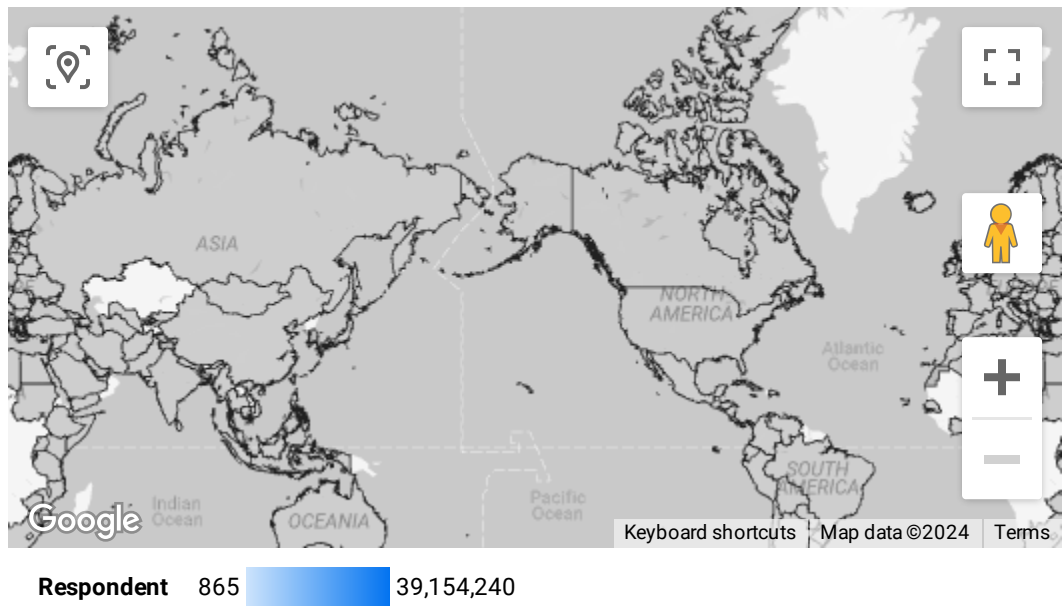 ASIA
NORTH
AMERICA
Atlantic
Ocean
SOUTH
AMERICA
Indian
Ocean
Pacific
Ocean
OCEANIA
Google
Keyboard shortcuts
Map data ©2024
Terms
Respondent 865 39,154,240